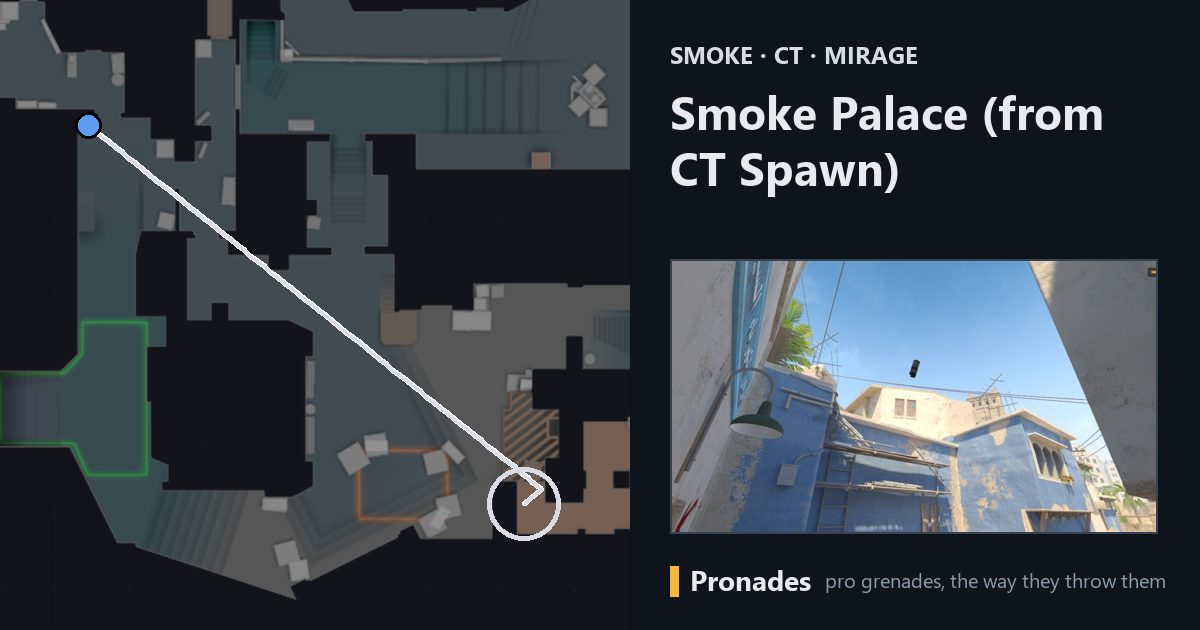 SMOKE · CT · MIRAGE
Smoke Palace (from
CT Spawn)
Pronades pro grenades, the way they throw them